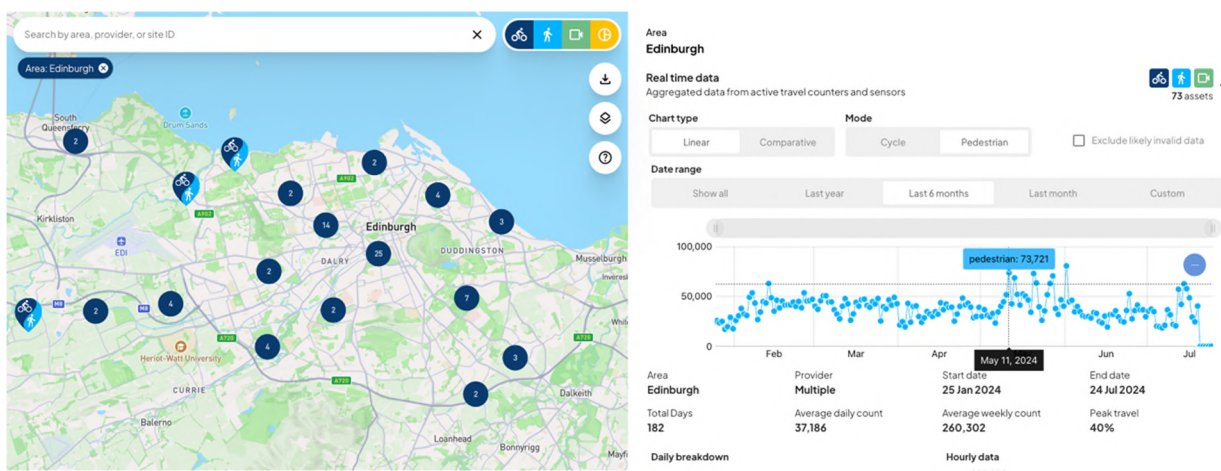 Search by area, provider, or site ID
Area: Edinburgh
South
Queensferry
2
Drum Sands
A902
2
2
4
3
A902
Kirkliston
14
Edinburgh
25
EDI
DALRY
DUDDINGSTON
Musselburgh
2
7
M8
M8
2
4
2
A720
4
Heriot-Watt University
A720
3
A720
2
CURRIE
Dalkeith
Balerno
Loanhead
Bonnyrigg
Area
Edinburgh
Real time data
Aggregated data from active travel counters and sensors
73 assets
Chart type
Mode
Linear
Comparative
Cycle
Pedestrian
Exclude likely invalid data
Date range
Show all
Last year
Last 6 months
Last month
Custom
100,000
50,000
0
pedestrian: 73,721
Feb
Mar
Apr
May 11, 2024
Jun
Jul
Area
Provider
Start date
End date
Edinburgh
Multiple
25 Jan 2024
24 Jul 2024
Total Days
Average daily count
Average weekly count
Peak travel
182
37,186
260,302
40%
Daily breakdown
Hourly data